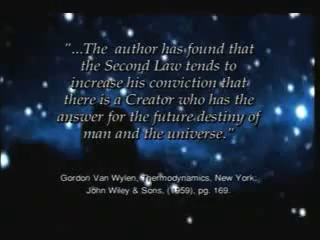 "...The author has found that
the Second Law tends to
increase his conviction that
there is a Creator who has the
answer for the future destiny of
man and the universe."
Gordon Van Wylen, Thermodynamics, New York:
John Wiley & Sons, (1959), pg. 169.